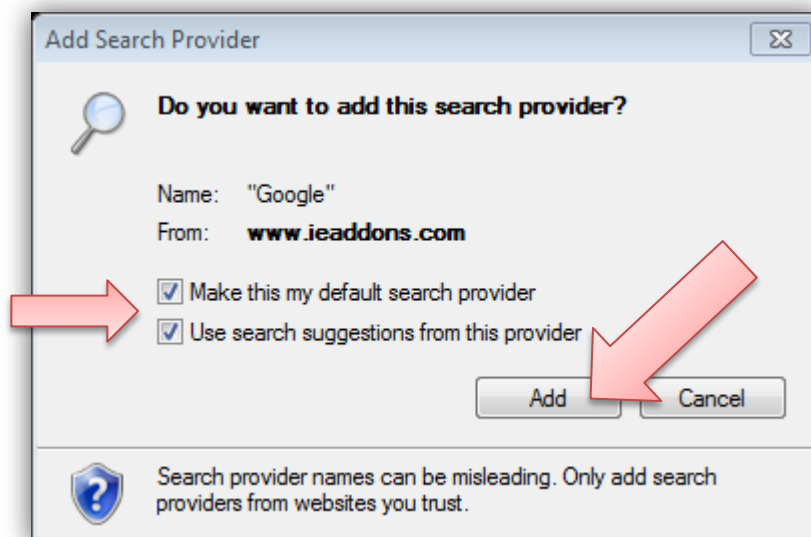 Add Search Provider
Do you want to add this search provider?
Name: "Google"
From: www.ieaddons.com
Make this my default search provider
Use search suggestions from this provider
Add Cancel
Search provider names can be misleading. Only add search
providers from websites you trust.